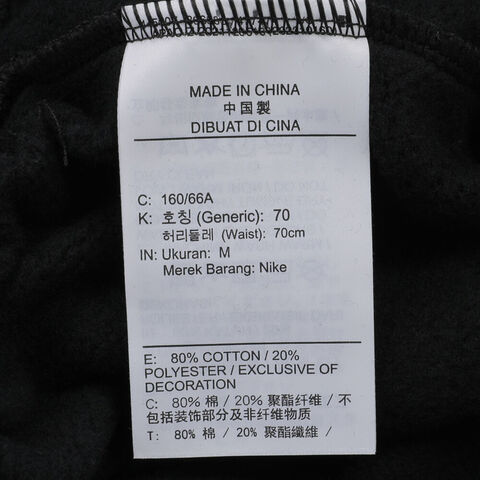 MADE IN CHINA
中国製
DIBUAT DI CINA
C: 160/66A
K: 호칭 (Generic): 70
허리둘레 (Waist): 70cm
IN: Ukuran: M
Merek Barang: Nike
E: 80% COTTON / 20%
POLYESTER / EXCLUSIVE OF
DECORATION
C: 80% 棉 / 20% 聚酯纤维 / 不
包括装饰部分及非纤维物质
T: 80% 棉 / 20% 聚酯纖維 /